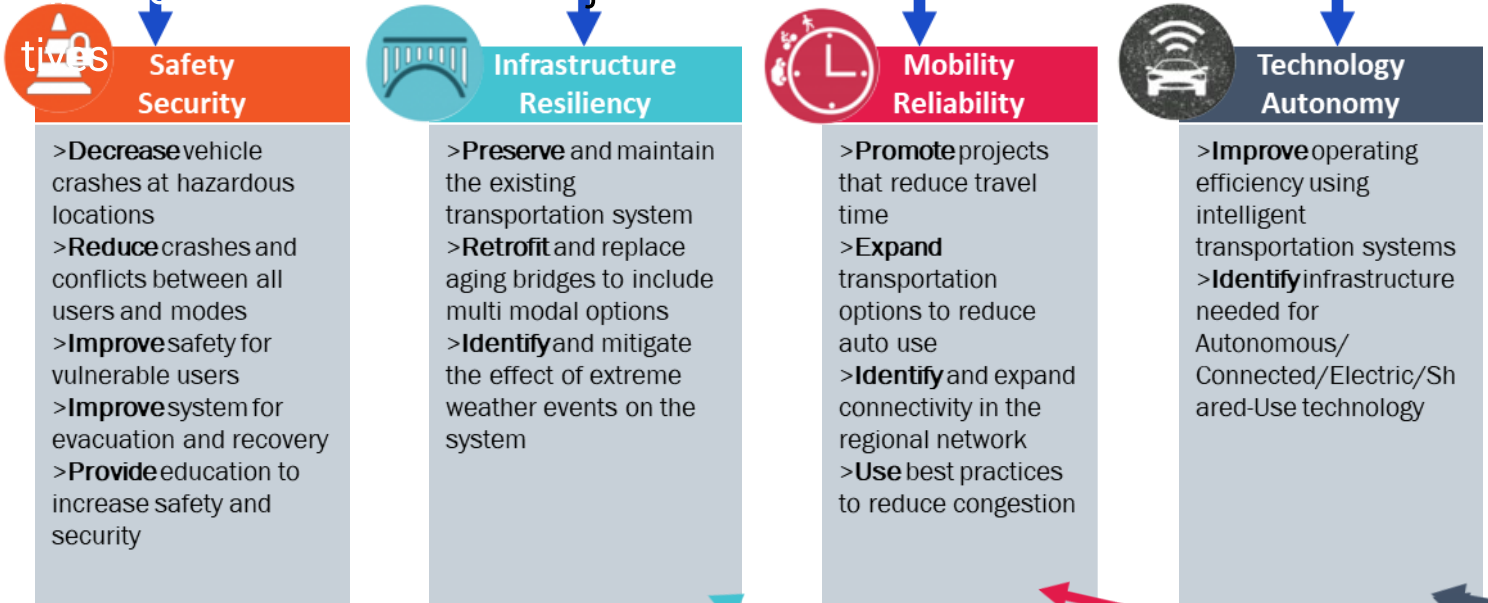 tives
Safety
Security
>Decrease vehicle
crashes at hazardous
locations
>Reduce crashes and
conflicts between all
users and modes
>Improve safety for
vulnerable users
>Improve system for
evacuation and recovery
>Provide education to
increase safety and
security
Infrastructure
Resiliency
>Preserve and maintain
the existing
transportation system
>Retrofit and replace
aging bridges to include
multi modal options
>Identify and mitigate
the effect of extreme
weather events on the
system
Mobility
Reliability
>Promote projects
that reduce travel
time
>Expand
transportation
options to reduce
auto use
>Identify and expand
connectivity in the
regional network
>Use best practices
to reduce congestion
Technology
Autonomy
>Improve operating
efficiency using
intelligent
transportation systems
>Identify infrastructure
needed for
Autonomous/
Connected/Electric/Sh
ared-Use technology